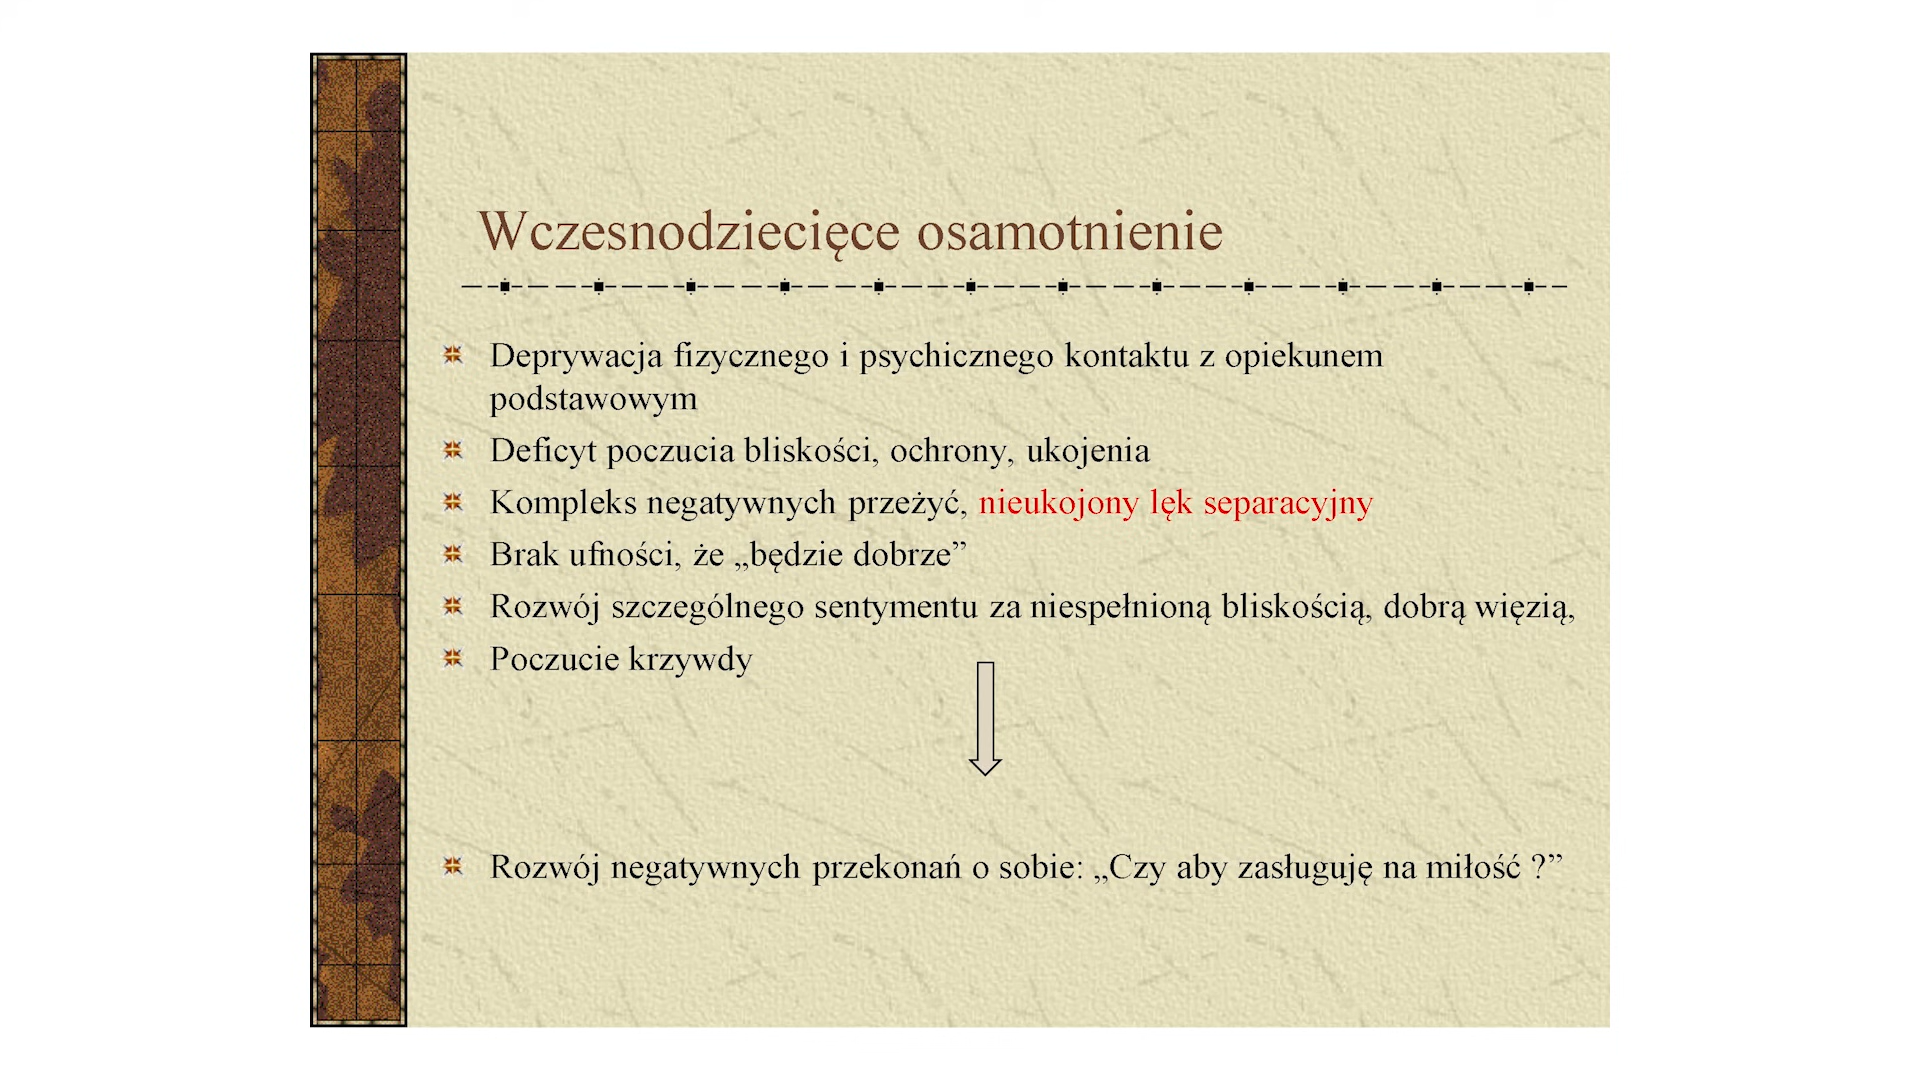 Wczesnodziecięce osamotnienie
Deprywacja fizycznego i psychicznego kontaktu z opiekunem
podstawowym
Deficyt poczucia bliskości, ochrony, ukojenia
Kompleks negatywnych przeżyć, nieukojony lęk separacyjny
Brak ufności, że „będzie dobrze”
Rozwój szczególnego sentymentu za niespełnioną bliskością, dobrą więzią,
Poczucie krzywdy
Rozwój negatywnych przekonań o sobie: „Czy aby zasługuję na miłość ?”